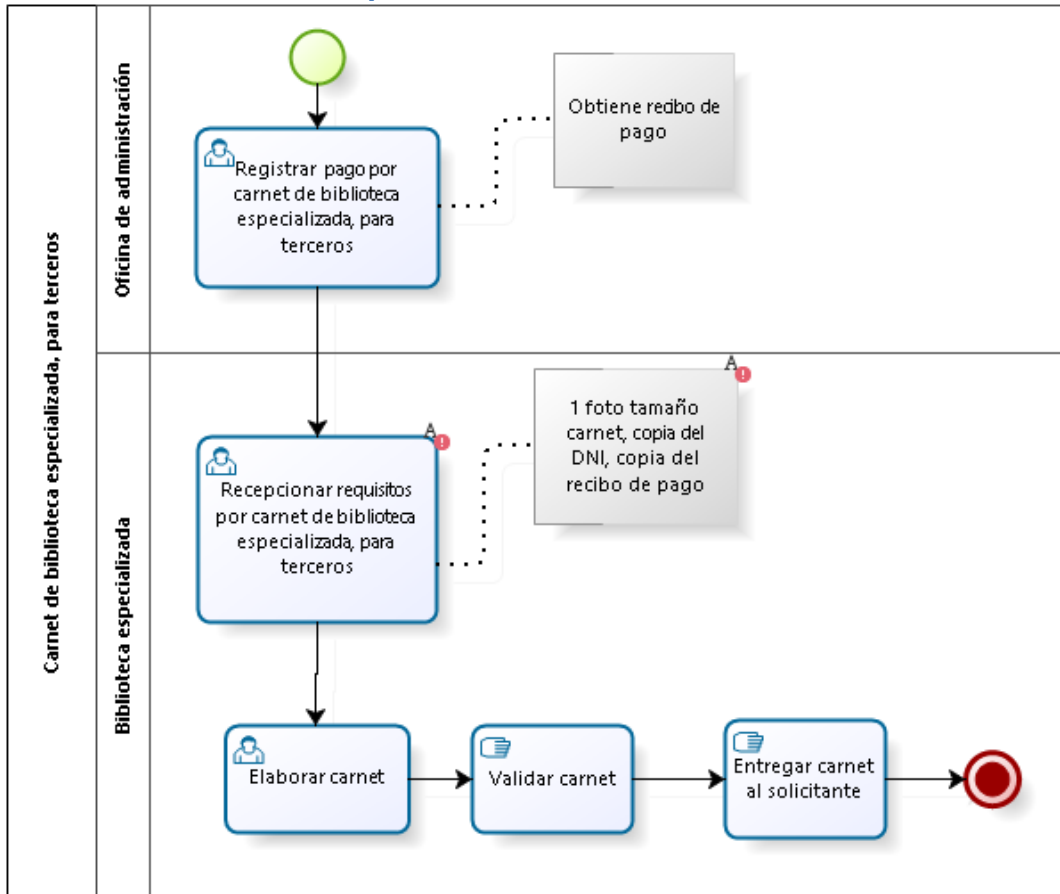 Carnet de biblioteca especializada, para terceros
Oficina de administración
Registrar pago por
carnet de biblioteca
especializada, para
terceros
Obtiene recibo de
pago
Biblioteca especializada
A
Recepcionar requisitos
por carnet de biblioteca
especializada, para
terceros
A
1 foto tamaño
carnet, copia del
DNI, copia del
recibo de pago
Elaborar carnet
Validar carnet
Entregar carnet
al solicitante